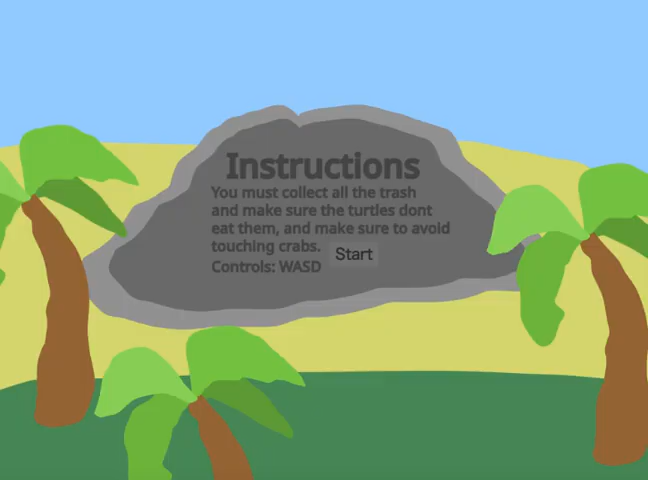 Instructions
You must collect all the trash
and make sure the turtles dont
eat them, and make sure to avoid
touching crabs.
Start
Controls: WASD